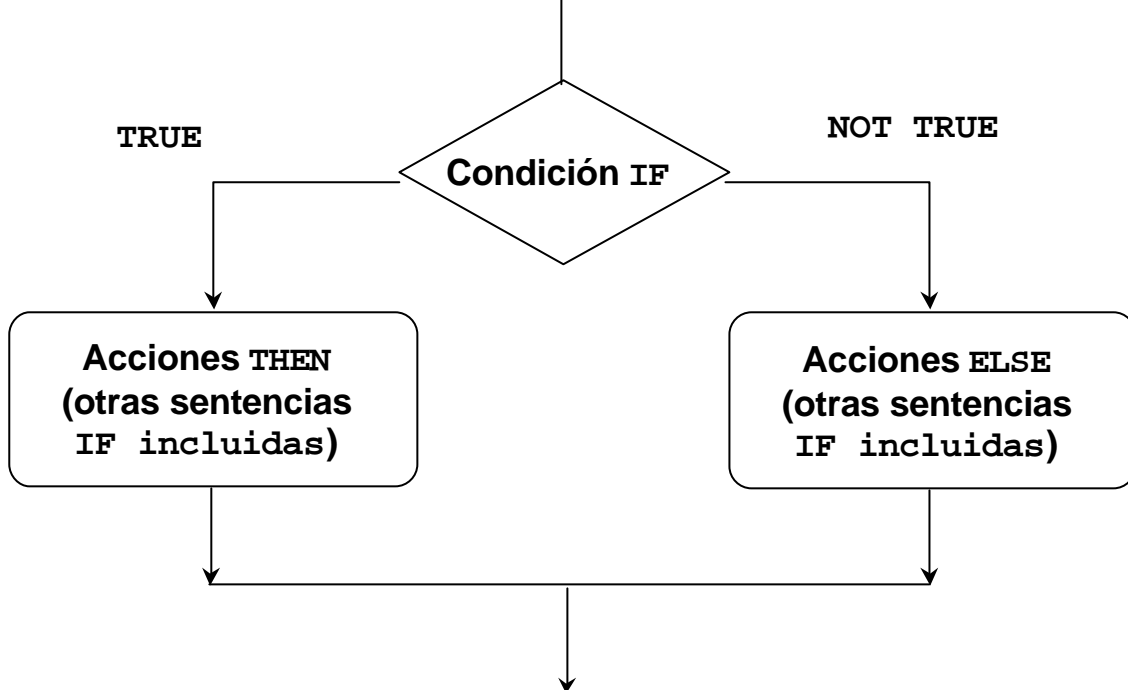 TRUE
NOT TRUE
Condición IF
Acciones THEN
(otras sentencias
IF incluidas)
Acciones ELSE
(otras sentencias
IF incluidas)